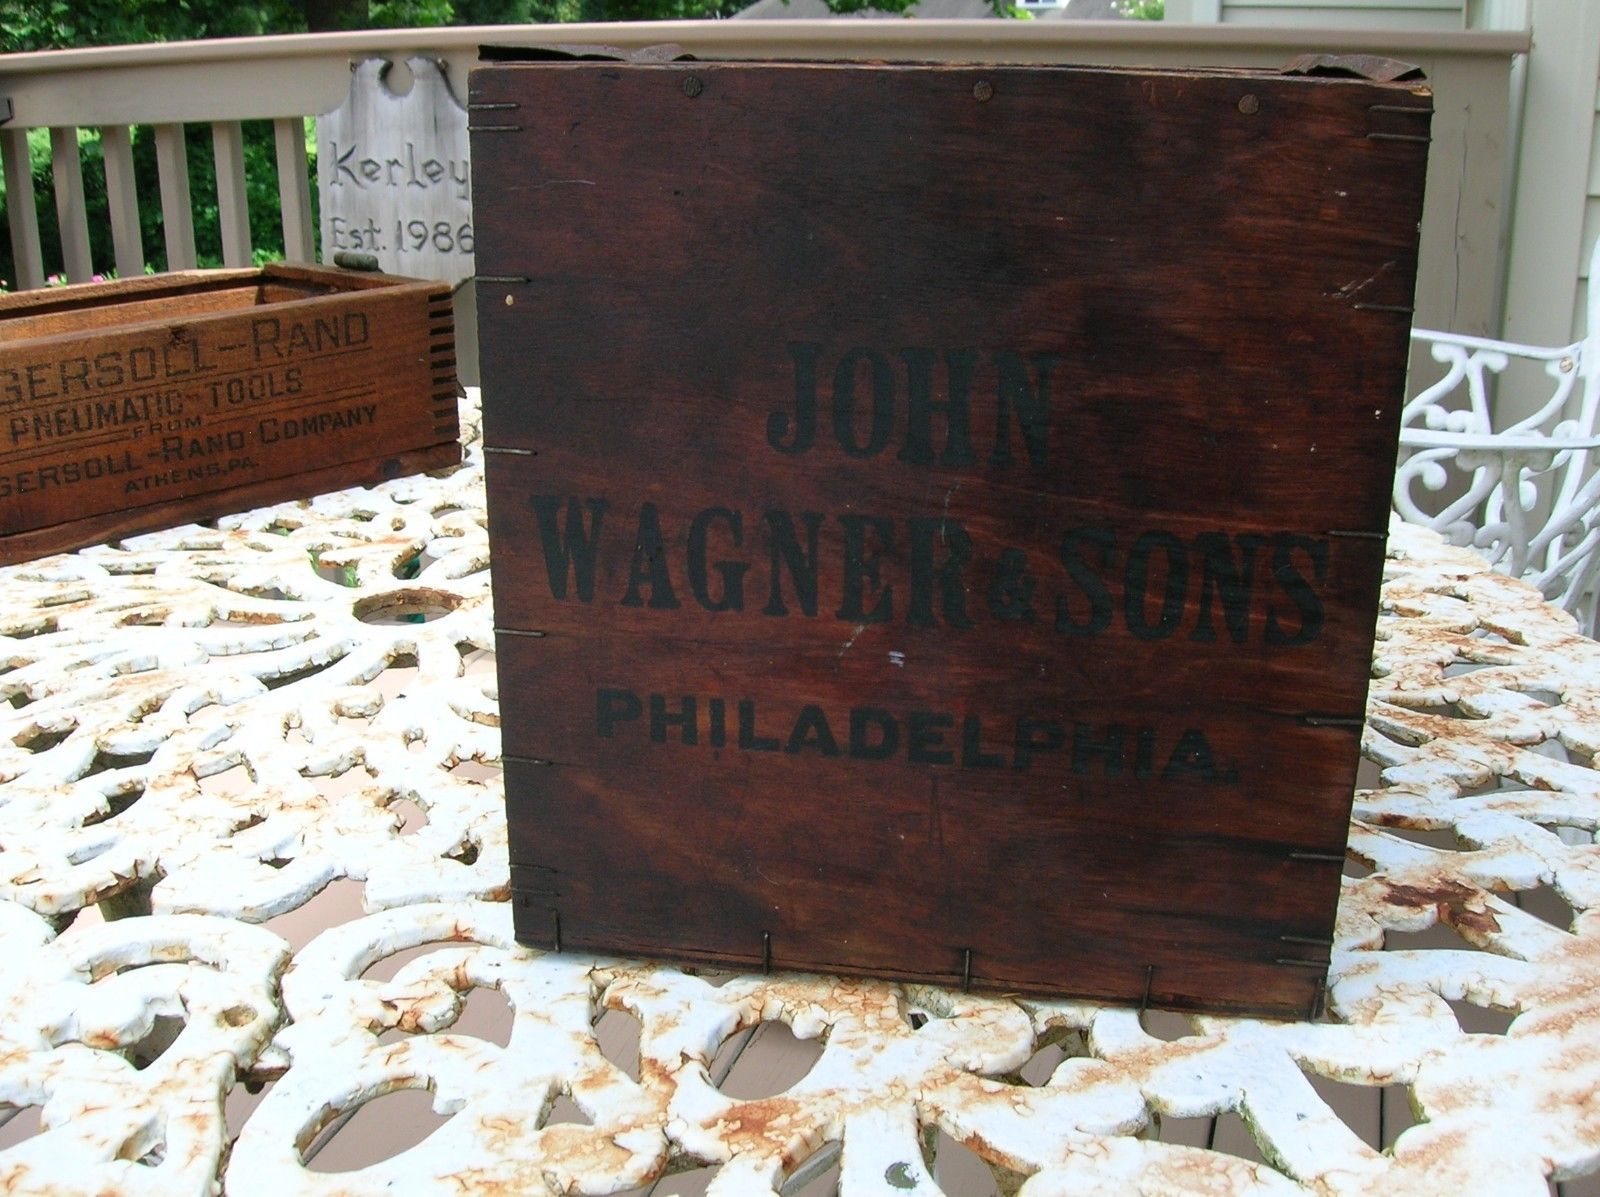 Kerley
Est. 1986
GERSOLL-RAND
PNEUMATIC TOOLS
FROM
GERSOLL-RAND COMPANY
ATHENS, PA.
JOHN
WAGNER & SONS
PHILADELPHIA.